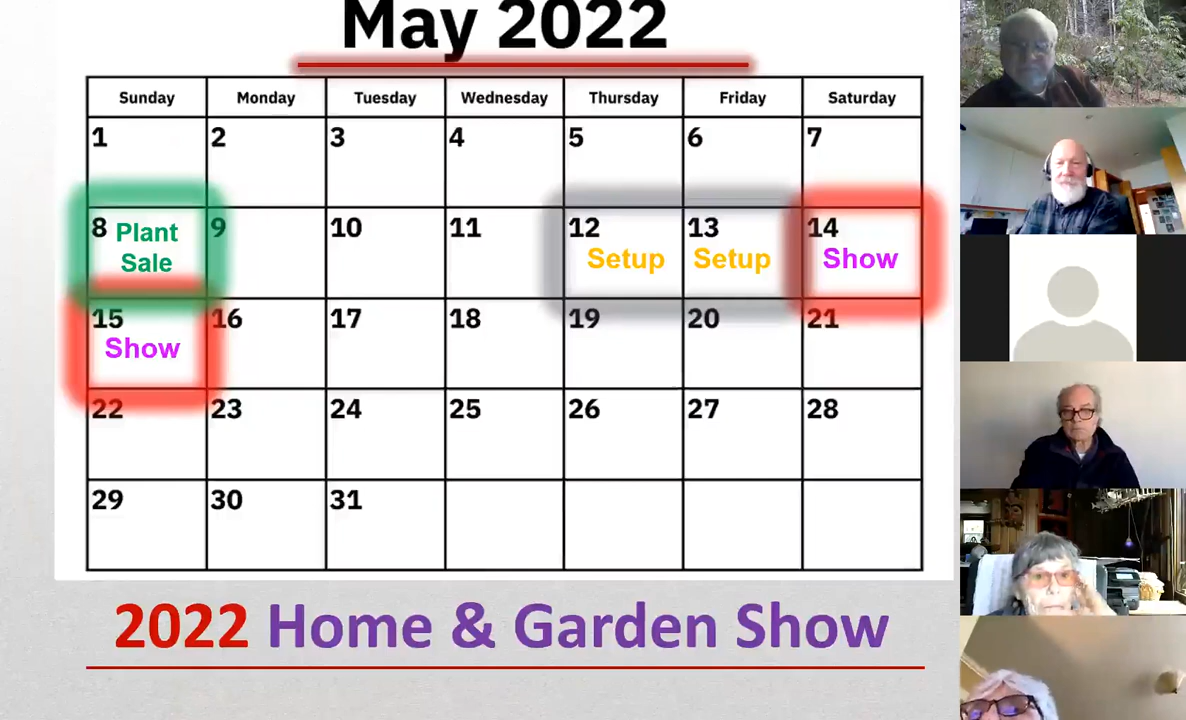 May 2022
Sunday Monday Tuesday Wednesday Thursday Friday Saturday
1 2 3 4 5 6 7
8 Plant Sale 9 10 11 12 Setup 13 Setup 14 Show
15 Show 16 17 18 19 20 21
22 23 24 25 26 27 28
29 30 31
2022 Home & Garden Show